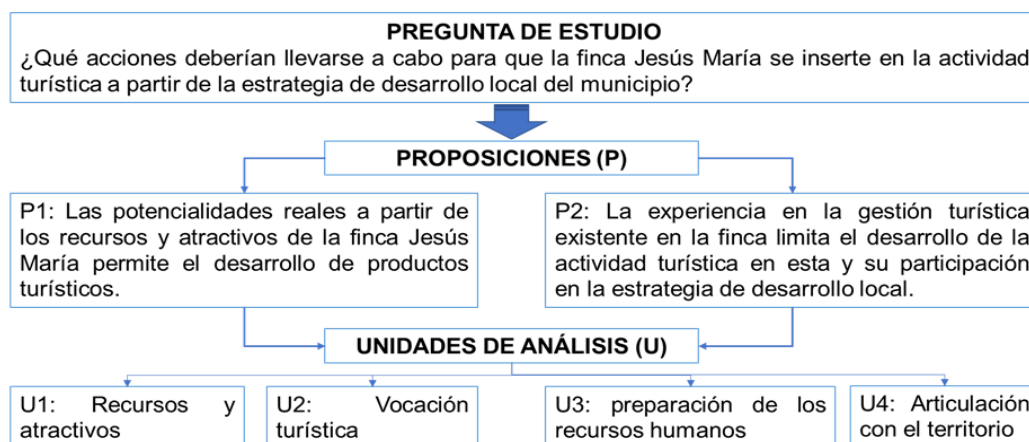 PREGUNTA DE ESTUDIO
¿Qué acciones deberían llevarse a cabo para que la finca Jesús María se inserte en la actividad
turística a partir de la estrategia de desarrollo local del municipio?
PROPOSICIONES (P)
P1: Las potencialidades reales a partir de
los recursos y atractivos de la finca Jesús
María permite el desarrollo de productos
turísticos.
P2: La experiencia en la gestión turística
existente en la finca limita el desarrollo de la
actividad turística en esta y su participación
en la estrategia de desarrollo local.
UNIDADES DE ANÁLISIS (U)
U1: Recursos y
atractivos
U2: Vocación
turística
U3: preparación de los
recursos humanos
U4: Articulación
con el territorio